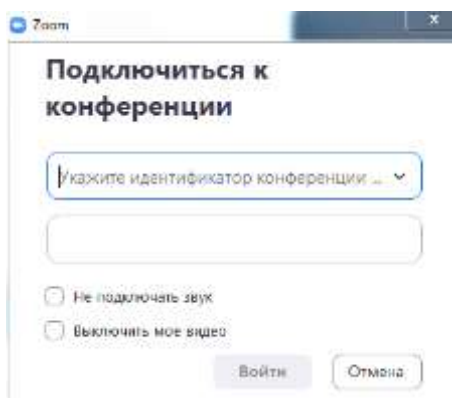 Zoom
Подключиться к
конференции
Укажите идентификатор конференции ...
Не подключать звук
Выключить мое видео
Войти
Отмена